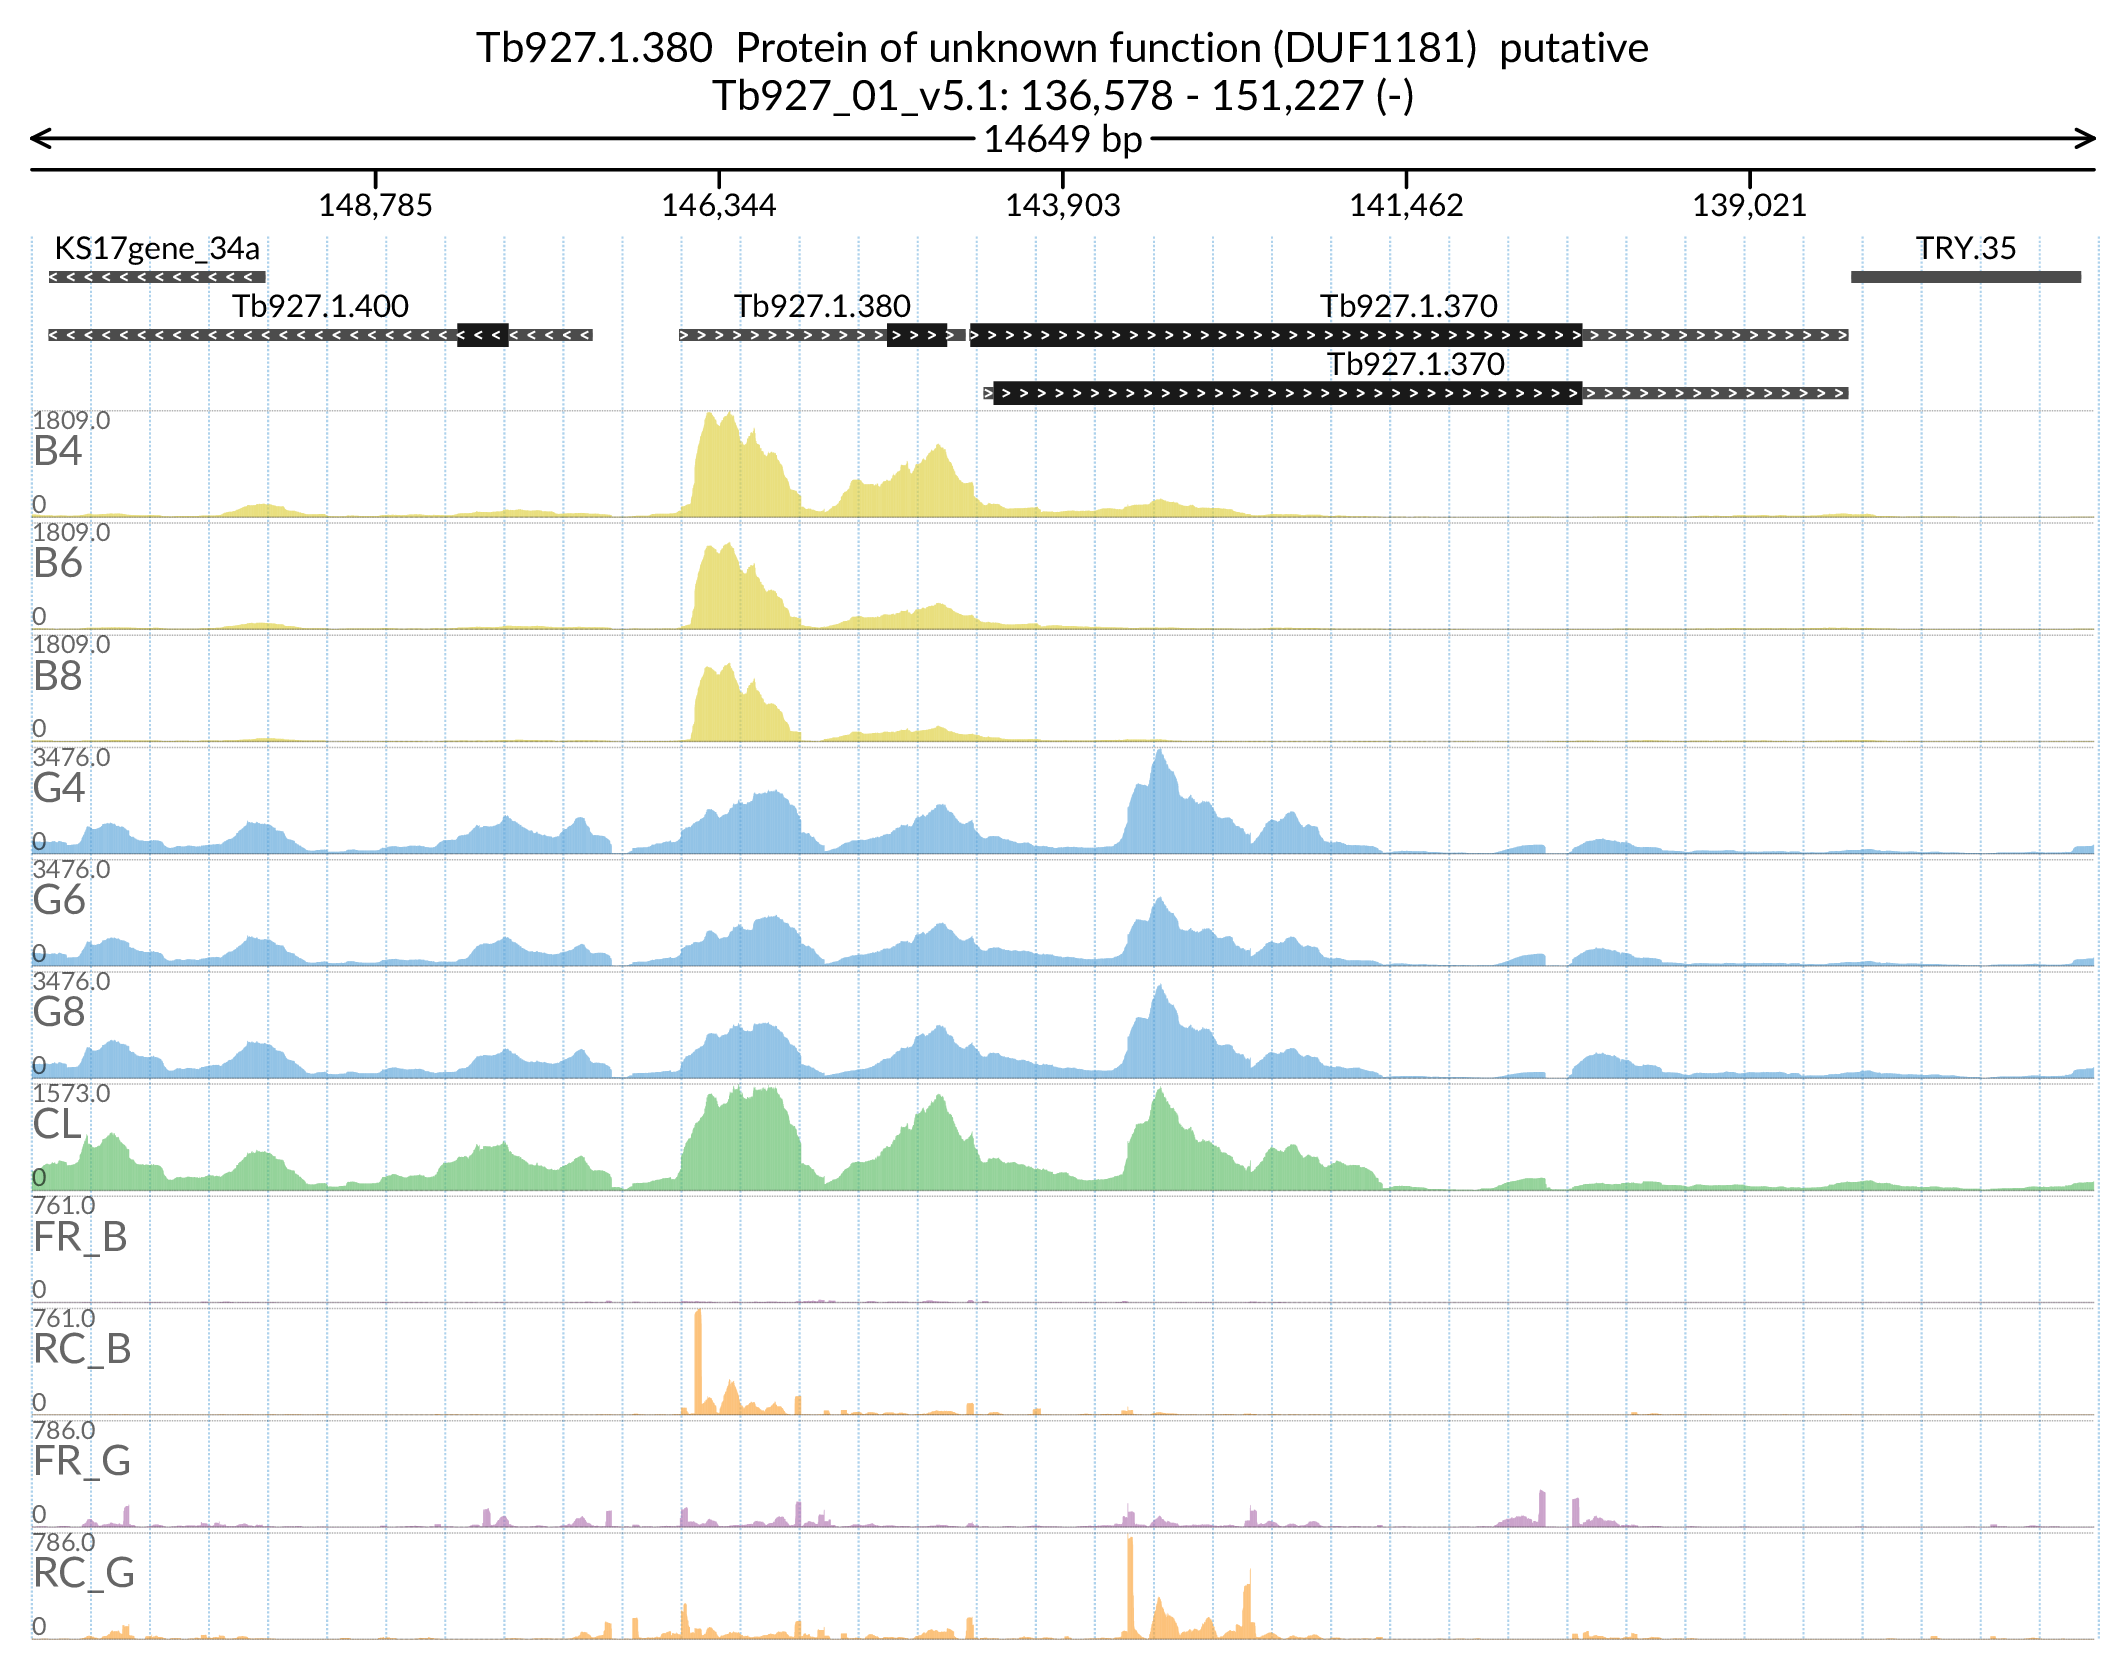 Tb927.1.380  Protein of unknown function (DUF1181)  putative
Tb927_01_v5.1: 136,578 - 151,227 (-)
14649 bp
148,785 146,344 143,903 141,462 139,021
KS17gene_34a TRY.35
Tb927.1.400 Tb927.1.380 Tb927.1.370
Tb927.1.370
1809.0
B4
0
1809.0
B6
0
1809.0
B8
0
3476.0
G4
0
3476.0
G6
0
3476.0
G8
0
1573.0
CL
0
761.0
FR_B
0
761.0
RC_B
0
786.0
FR_G
0
786.0
RC_G
0